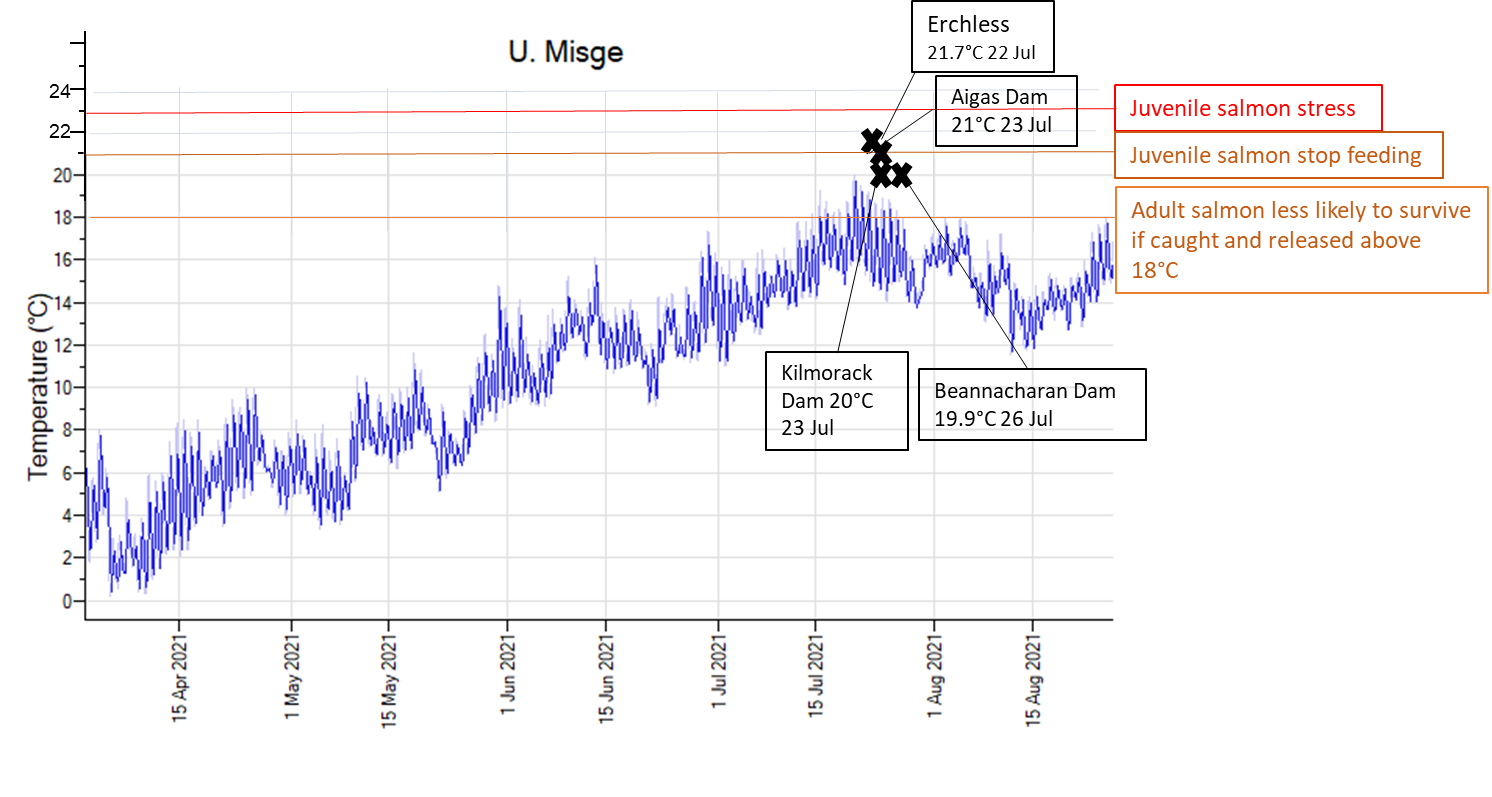 U. Misge
Erchless
21.7°C 22 Jul
Aigas Dam
21°C 23 Jul
Juvenile salmon stress
Juvenile salmon stop feeding
Adult salmon less likely to survive
if caught and released above
18°C
Kilmorack
Dam 20°C
23 Jul
Beannacharan Dam
19.9°C 26 Jul
Temperature (°C)
24
22
20
18
16
14
12
10
8
6
4
2
0
15 Apr 2021
1 May 2021
15 May 2021
1 Jun 2021
15 Jun 2021
1 Jul 2021
15 Jul 2021
1 Aug 2021
15 Aug 2021